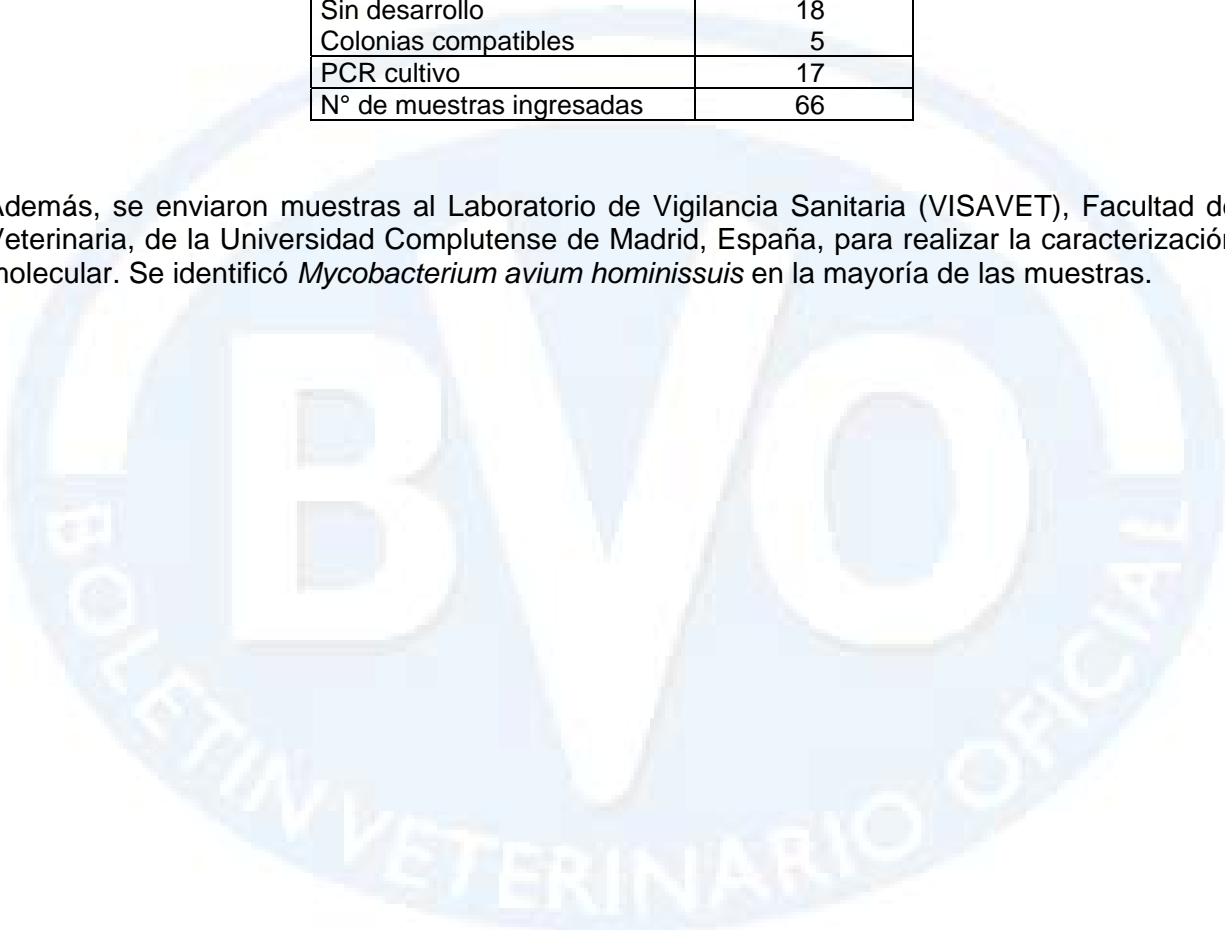 Sin desarrollo 18
Colonias compatibles 5
PCR cultivo 17
N° de muestras ingresadas 66
Además, se enviaron muestras al Laboratorio de Vigilancia Sanitaria (VISAVET), Facultad de
Veterinaria, de la Universidad Complutense de Madrid, España, para realizar la caracterización
molecular. Se identificó Mycobacterium avium hominissuis en la mayoría de las muestras.
BVO
BOLETIN VETERINARIO OFICIAL